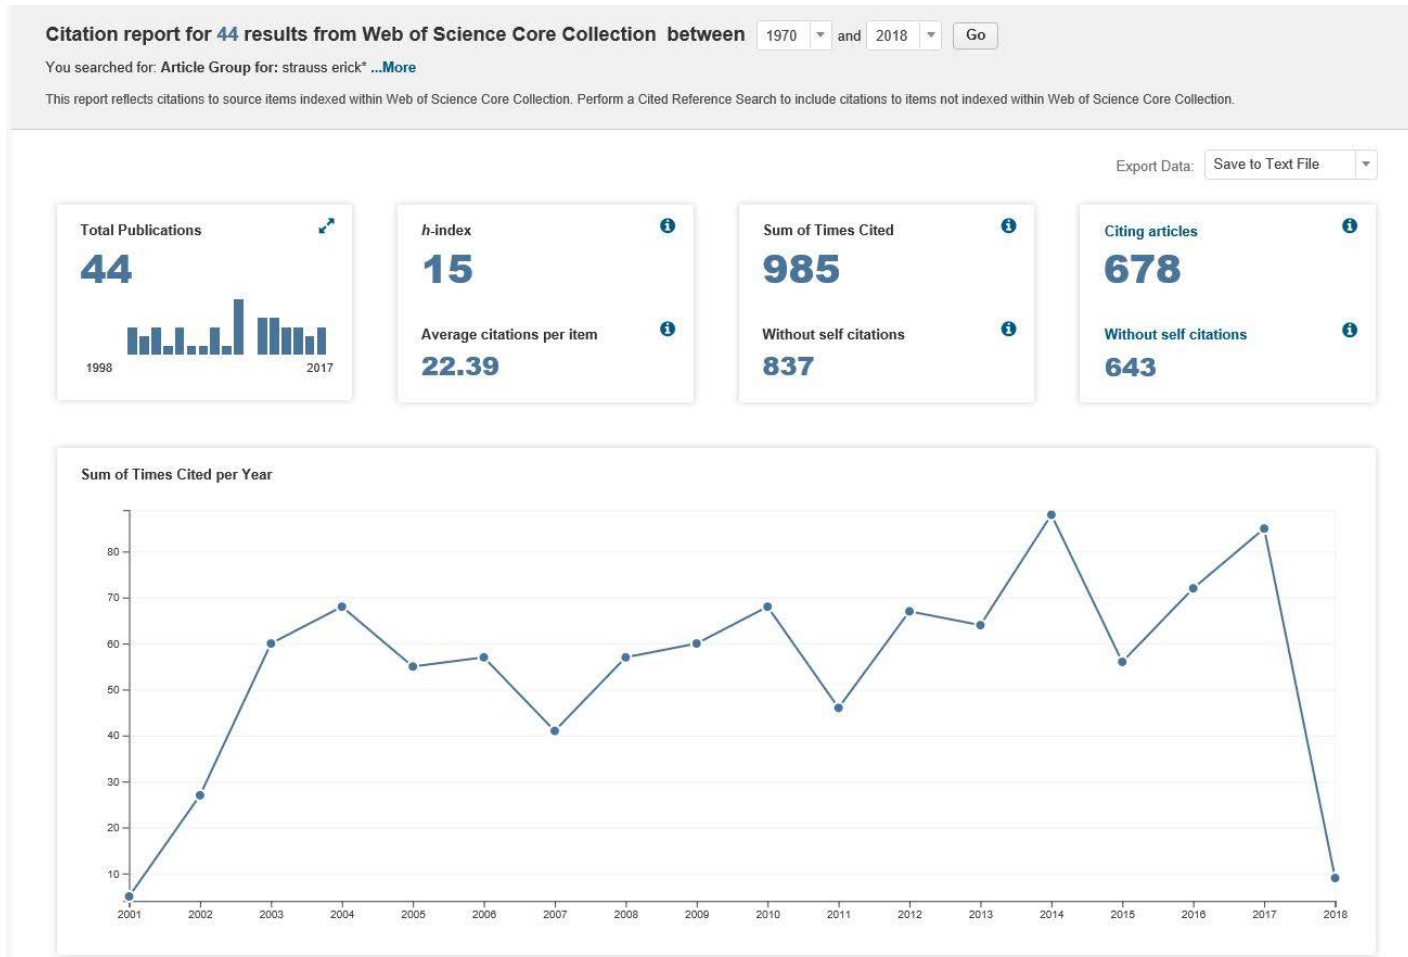 Citation report for 44 results from Web of Science Core Collection between 1970 and 2018 Go
You searched for: Article Group for: strauss erick* ...More
This report reflects citations to source items indexed within Web of Science Core Collection. Perform a Cited Reference Search to include citations to items not indexed within Web of Science Core Collection.
Export Data: Save to Text File
Total Publications
44
1998 2017
h-index
15
Average citations per item
22.39
Sum of Times Cited
985
Without self citations
837
Citing articles
678
Without self citations
643
Sum of Times Cited per Year
80
70
60
50
40
30
20
10
2001 2002 2003 2004 2005 2006 2007 2008 2009 2010 2011 2012 2013 2014 2015 2016 2017 2018